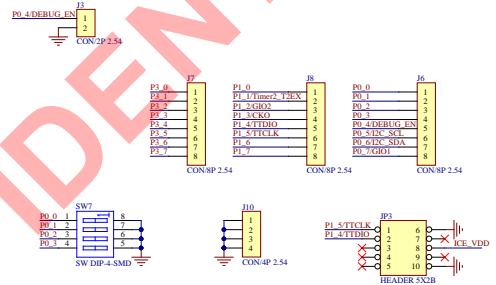 J3
P0_4/DEBUG_EN
1
2
CON/2P 2.54
J7
P3_0 1
P3_1 2
P3_2 3
P3_3 4
P3_4 5
P3_5 6
P3_6 7
P3_7 8
CON/8P 2.54
J8
P1_0 1
P1_1/Timer2_T2EX 2
P1_2/GIO2 3
P1_3/CKO 4
P1_4/TTDIO 5
P1_5/TTCLK 6
P1_6 7
P1_7 8
CON/8P 2.54
J6
P0_0 1
P0_1 2
P0_2 3
P0_3 4
P0_4/DEBUG_EN 5
P0_5/I2C_SCL 6
P0_6/I2C_SDA 7
P0_7/GIO1 8
CON/8P 2.54
SW7
P0_0 1 8
P0_1 2 7
P0_2 3 6
P0_3 4 5
SW DIP-4-SMD
J10
1
2
3
4
CON/4P 2.54
JP3
P1_5/TTCLK 1 6
P1_4/TTDIO 2 7
3 8 ICE_VDD
4 9
5 10
HEADER 5X2B
IDENT